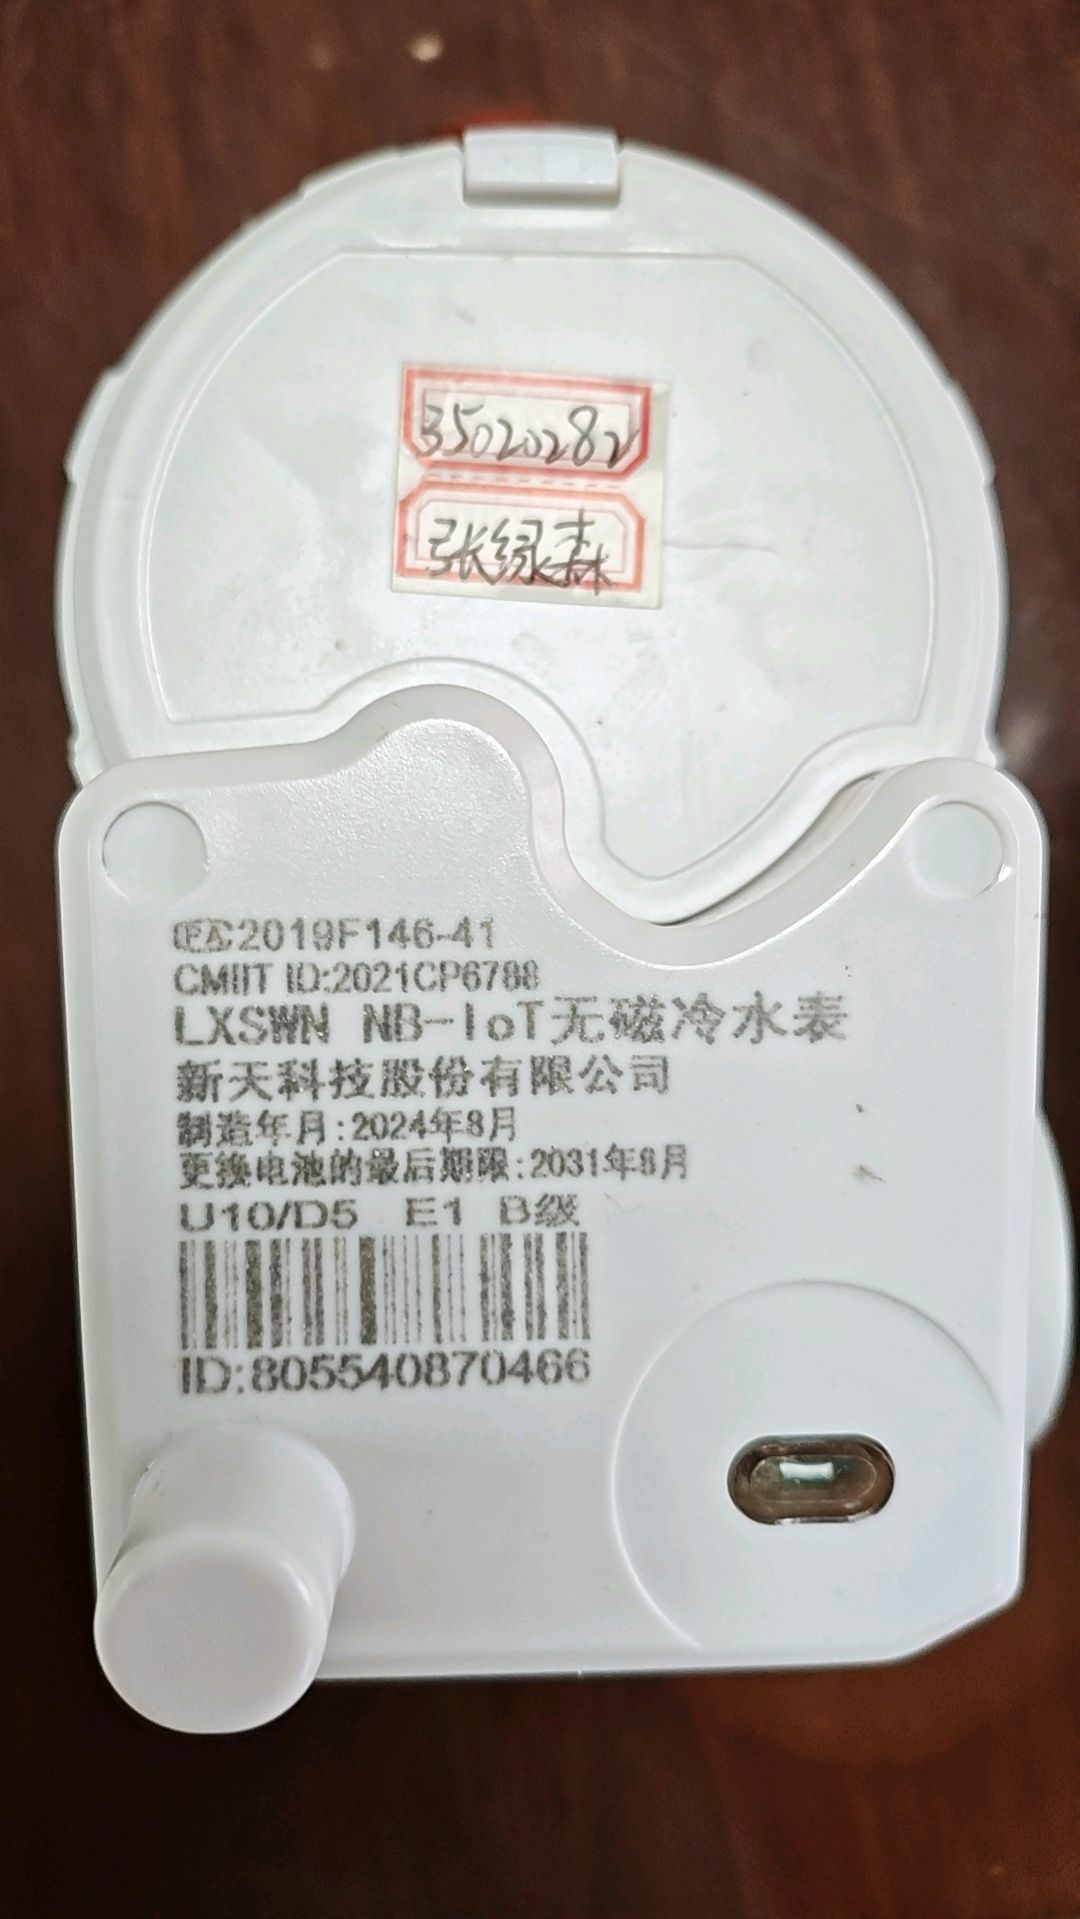 35020282
张绿森
2019F146-41
CMIIT ID:2021CP6788
LXSWN NB-IoT无磁冷水表
新天科技股份有限公司
制造年月:2024年8月
更换电池的最后期限:2031年8月
U10/D5 E1 B级
ID:805540870466